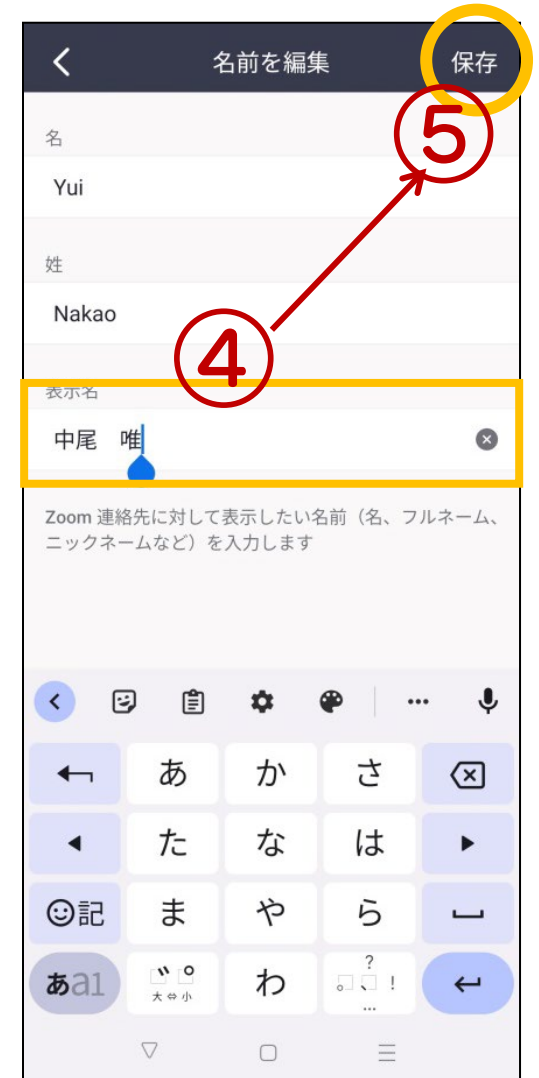 名前を編集 保存
⑤
名
Yui
姓
Nakao
④
表示名
中尾　唯
Zoom 連絡先に対して表示したい名前（名、フルネーム、
ニックネームなど）を入力します
あ か さ
た な は
記 ま や ら
あa1 大⇔小 わ 。、?!…